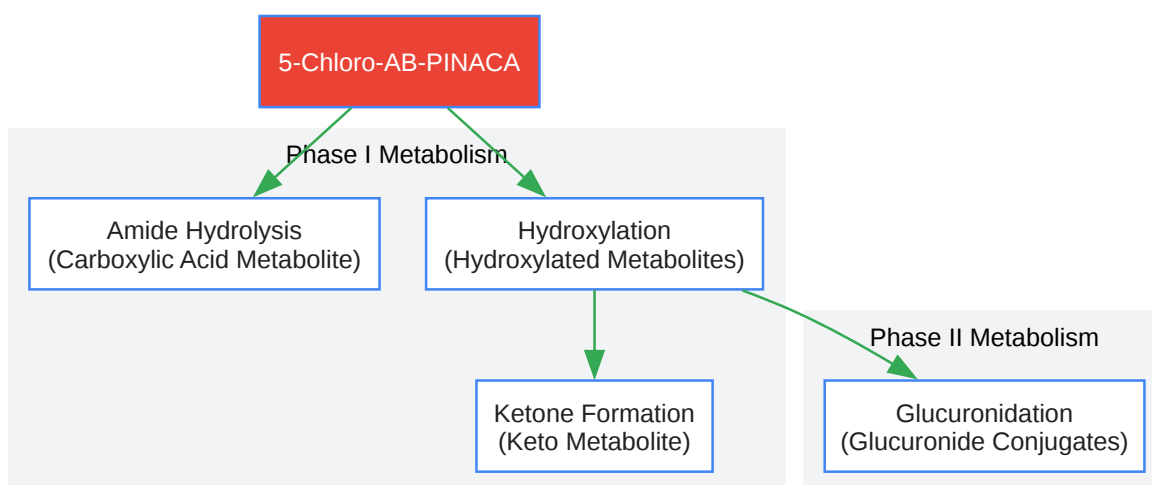 5-Chloro-AB-PINACA
Phase I Metabolism
Amide Hydrolysis
(Carboxylic Acid Metabolite)
Hydroxylation
(Hydroxylated Metabolites)
Phase II Metabolism
Ketone Formation
(Keto Metabolite)
Glucuronidation
(Glucuronide Conjugates)